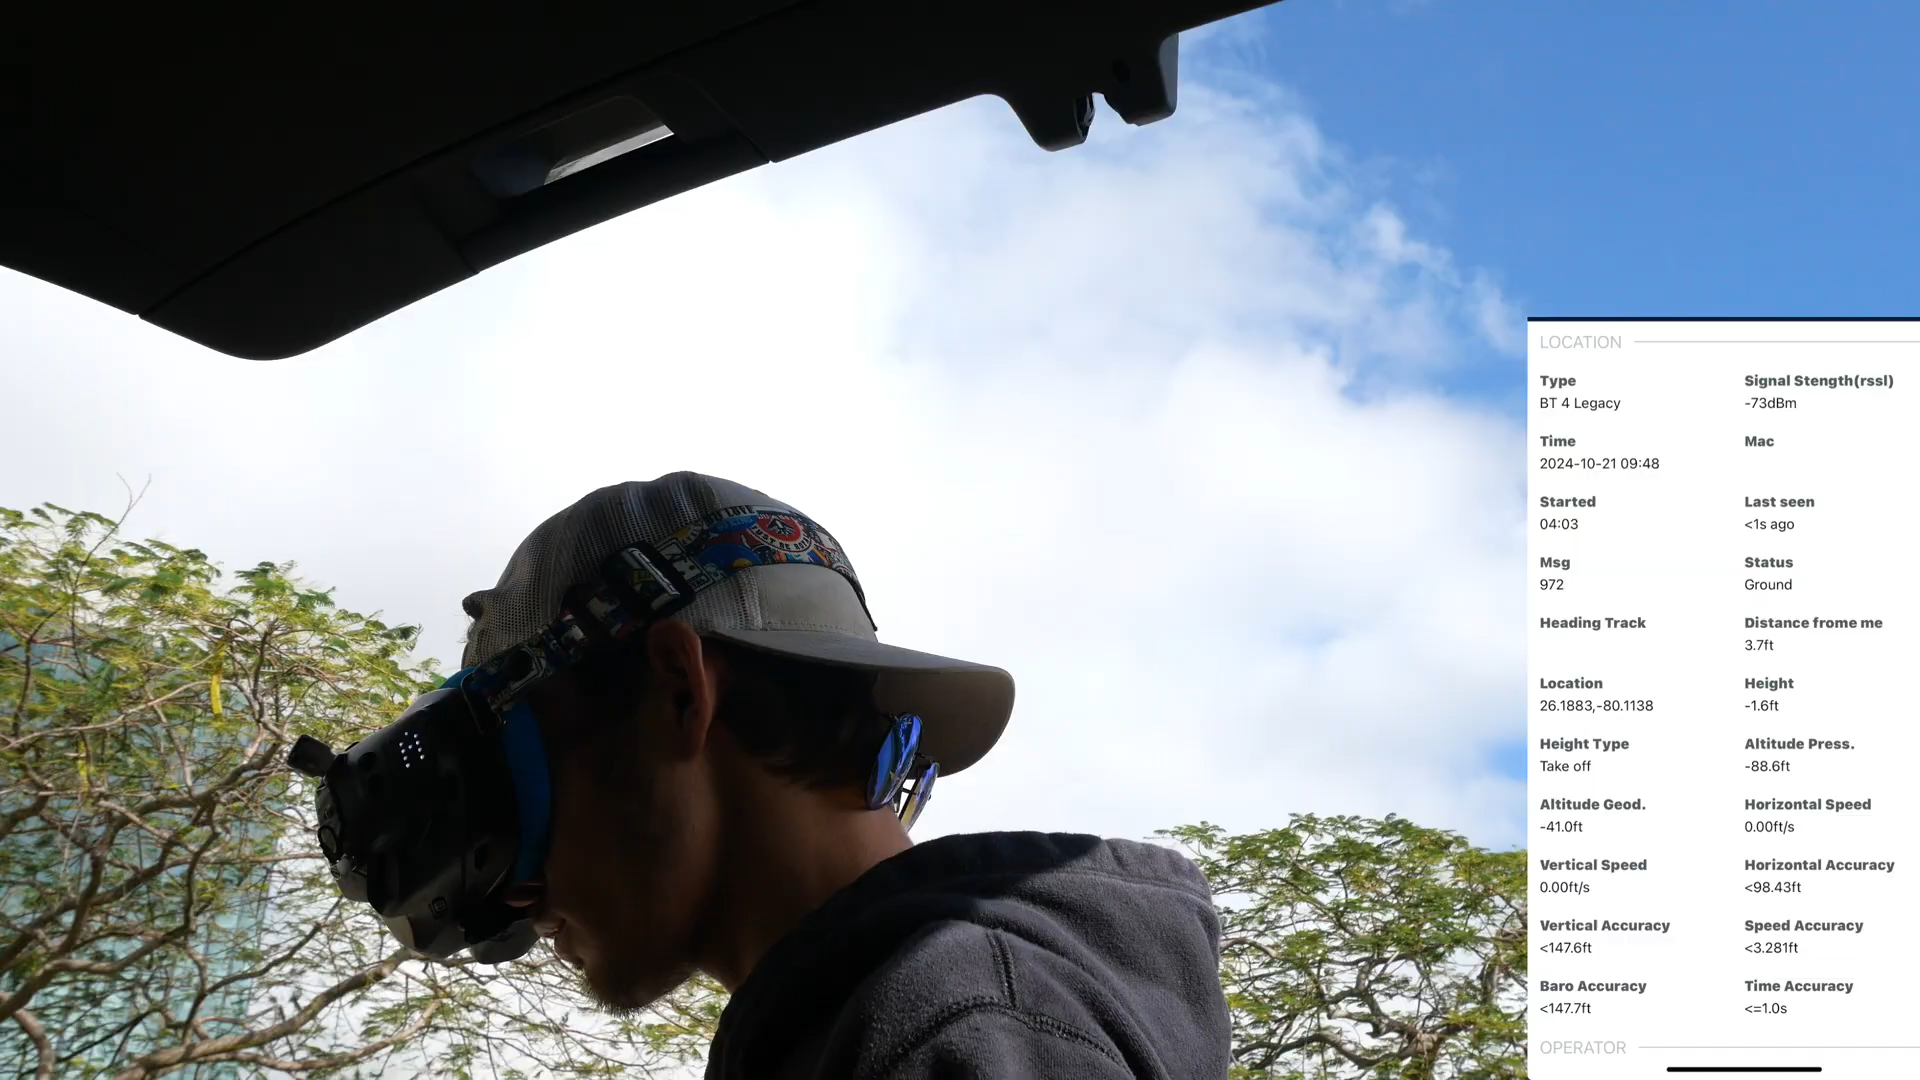 LOCATION
Type Signal Stength(rssl)
BT 4 Legacy -73dBm
Time Mac
2024-10-21 09:48
Started Last seen
04:03 <1s ago
Msg Status
972 Ground
Heading Track Distance frome me
3.7ft
Location Height
26.1883,-80.1138 -1.6ft
Height Type Altitude Press.
Take off -88.6ft
Altitude Geod. Horizontal Speed
-41.0ft 0.00ft/s
Vertical Speed Horizontal Accuracy
0.00ft/s <98.43ft
Vertical Accuracy Speed Accuracy
<147.6ft <3.281ft
Baro Accuracy Time Accuracy
<147.7ft <=1.0s
OPERATOR